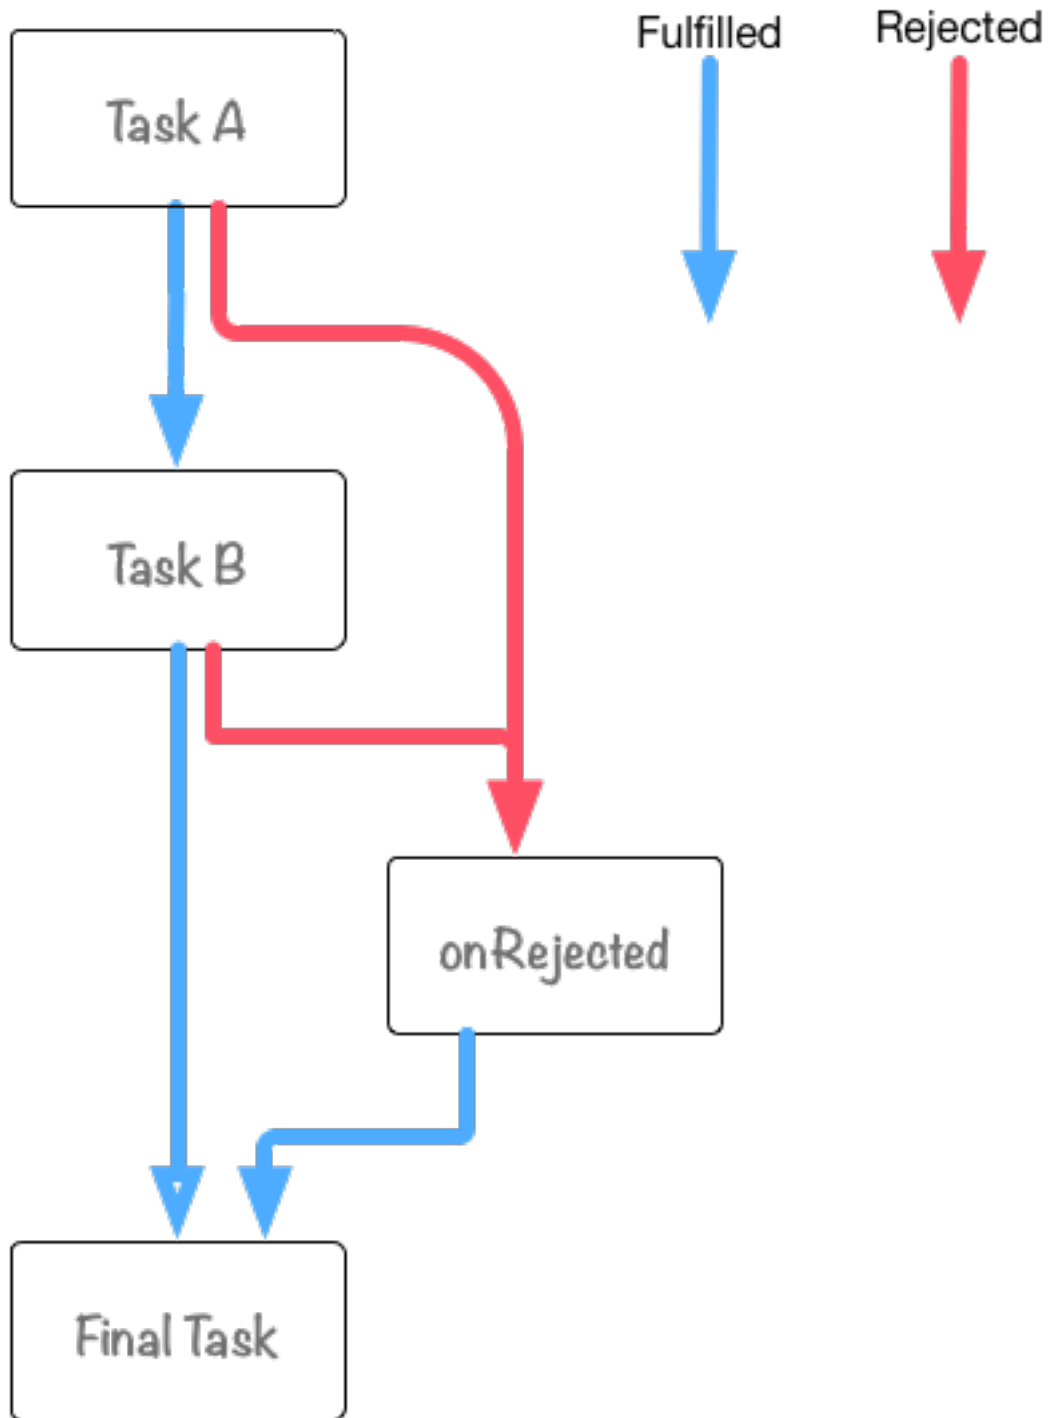 Fulfilled
Rejected
Task A
Task B
onRejected
Final Task